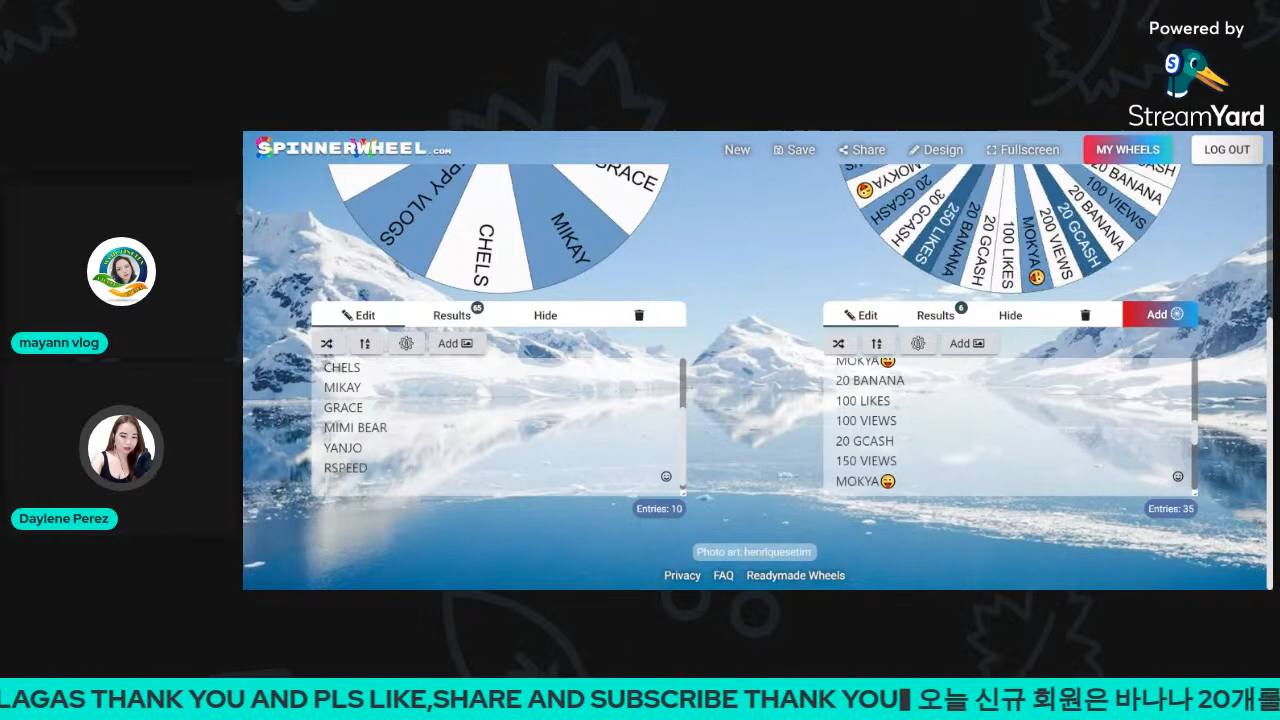 Powered by
StreamYard
SPINNERWHEEL.COM
New
Save
Share
Design
Fullscreen
MY WHEELS
LOG OUT
PPY VLOGS
CHELS
MIKAY
GRACE
MOKYA
20 GCASH
30 GCASH
250 LIKES
20 BANANA
20 GCASH
100 LIKES
MOKYA😜
200 VIEWS
20 GCASH
20 BANANA
100 VIEWS
20 BANANA
CASH
Edit
Results 65
Hide
Add
CHELS
MIKAY
GRACE
MIMI BEAR
YANJO
RSPEED
Entries: 10
Edit
Results 6
Hide
Add
Add
MOKYA😜
20 BANANA
100 LIKES
100 VIEWS
20 GCASH
150 VIEWS
MOKYA😜
Entries: 35
Photo art: henriquesetim
Privacy FAQ Readymade Wheels
mayann vlog
Daylene Perez
LAGAS THANK YOU AND PLS LIKE,SHARE AND SUBSCRIBE THANK YOU 오늘 신규 회원은 바나나 20개를